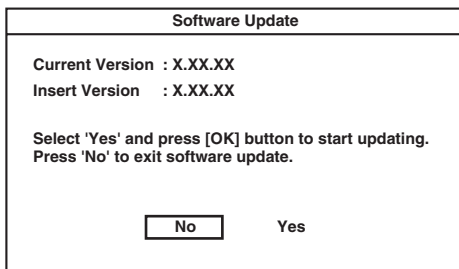 Software Update
Current Version : X.XX.XX
Insert Version : X.XX.XX
Select 'Yes' and press [OK] button to start updating.
Press 'No' to exit software update.
No Yes